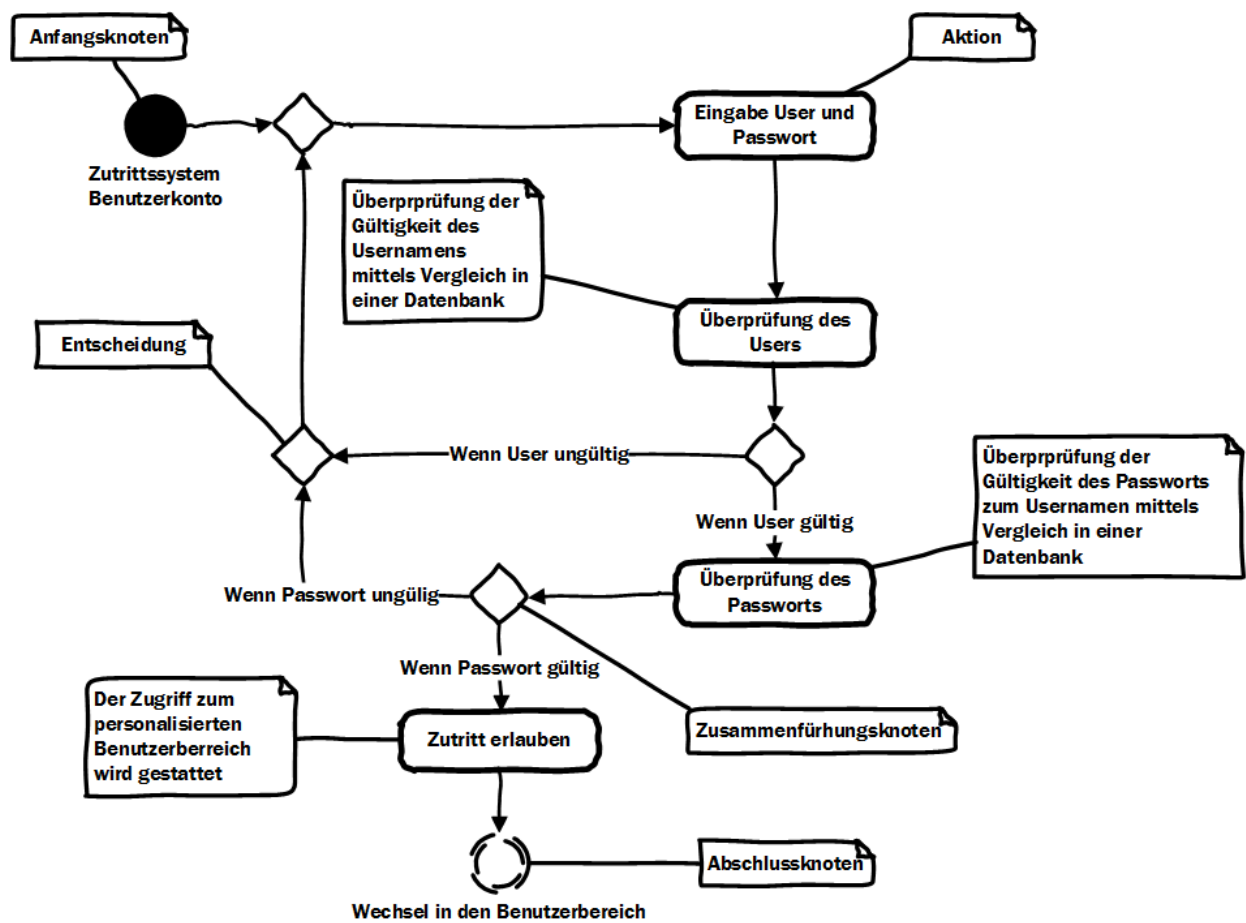 Anfangsknoten
Aktion
Eingabe User und
Passwort
Zutrittssystem
Benutzerkonto
Überprprüfung der
Gültigkeit des
Usernamens
mittels Vergleich in
einer Datenbank
Überprüfung des
Users
Entscheidung
Wenn User ungültig
Überprprüfung der
Gültigkeit des Passworts
zum Usernamen mittels
Vergleich in einer
Datenbank
Wenn User gültig
Überprüfung des
Passworts
Wenn Passwort ungülig
Wenn Passwort gültig
Der Zugriff zum
personalisierten
Benutzerberreich
wird gestattet
Zutritt erlauben
Zusammenfürhungsknoten
Abschlussknoten
Wechsel in den Benutzerbereich